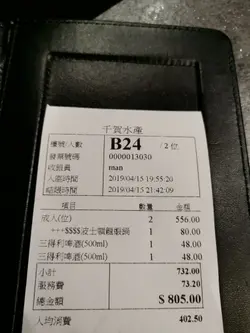 千賀水產
檯號/人數 B24 /2 位
發票號碼 0000013030
收銀員 man
入座時間 2019/04/15 19:55:20
結賬時間 2019/04/15 21:42:09
項目 數量 金額
成人(位) 2 556.00
+++$$$$波士頓龍蝦鍋 1 80.00
三得利啤酒(500ml) 1 48.00
三得利啤酒(500ml) 1 48.00
小計 732.00
服務費 73.20
總金額 $ 805.00
人均消費 402.50